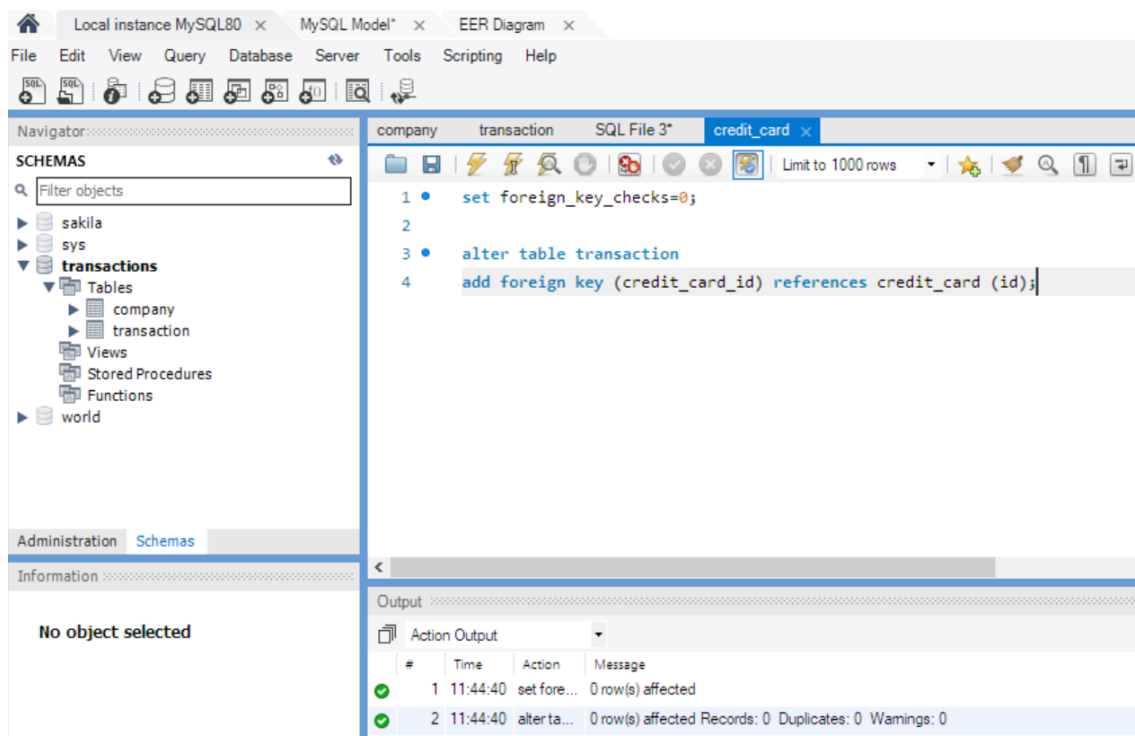 Local instance MySQL80 × MySQL Model* × EER Diagram ×
File Edit View Query Database Server Tools Scripting Help
Navigator
SCHEMAS
Filter objects
sakila
sys
transactions
Tables
company
transaction
Views
Stored Procedures
Functions
world
Administration Schemas
Information
No object selected
company transaction SQL File 3* credit_card ×
Limit to 1000 rows
1 set foreign_key_checks=0;
2
3 alter table transaction
4 add foreign key (credit_card_id) references credit_card (id);
Output
Action Output
# Time Action Message
1 11:44:40 set fore... 0 row(s) affected
2 11:44:40 alter ta... 0 row(s) affected Records: 0 Duplicates: 0 Warnings: 0